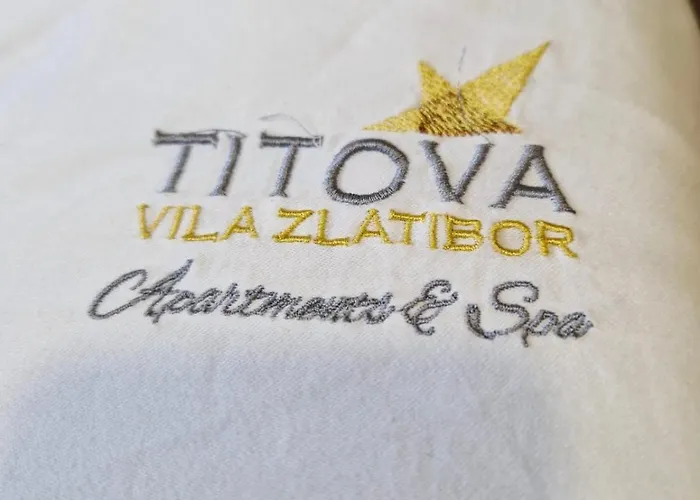 TITOVA
VILA ZLATIBOR
Apartments & Spa